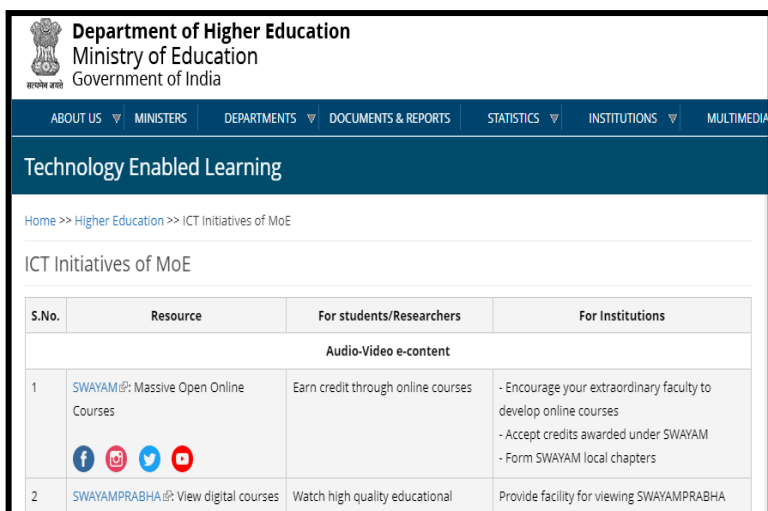 Department of Higher Education
Ministry of Education
Government of India
सत्यमेव जयते
ABOUT US MINISTERS DEPARTMENTS DOCUMENTS & REPORTS STATISTICS INSTITUTIONS MULTIMEDIA
Technology Enabled Learning
Home >> Higher Education >> ICT Initiatives of MoE
ICT Initiatives of MoE
S.No. Resource For students/Researchers For Institutions
Audio-Video e-content
1 SWAYAM: Massive Open Online Courses Earn credit through online courses - Encourage your extraordinary faculty to
develop online courses
- Accept credits awarded under SWAYAM
- Form SWAYAM local chapters
2 SWAYAMPRABHA: View digital courses Watch high quality educational Provide facility for viewing SWAYAMPRABHA